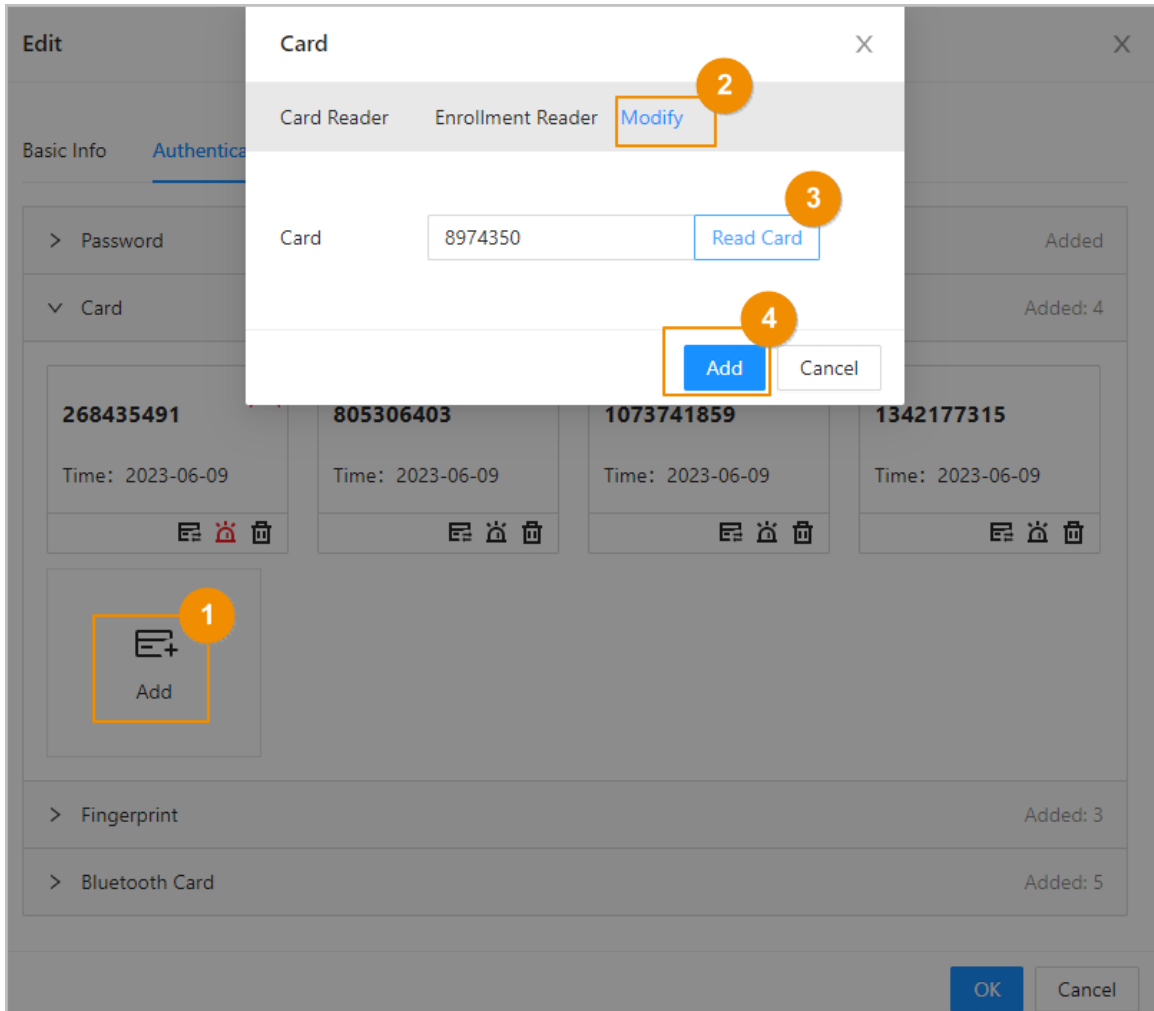 Edit
Card
Card Reader Enrollment Reader Modify
2
Basic Info Authentica
3
Card 8974350 Read Card
> Password Added
Card Added: 4
4
Add Cancel
268435491 805306403 1073741859 1342177315
Time: 2023-06-09 Time: 2023-06-09 Time: 2023-06-09 Time: 2023-06-09
1
Add
Fingerprint Added: 3
Bluetooth Card Added: 5
OK Cancel